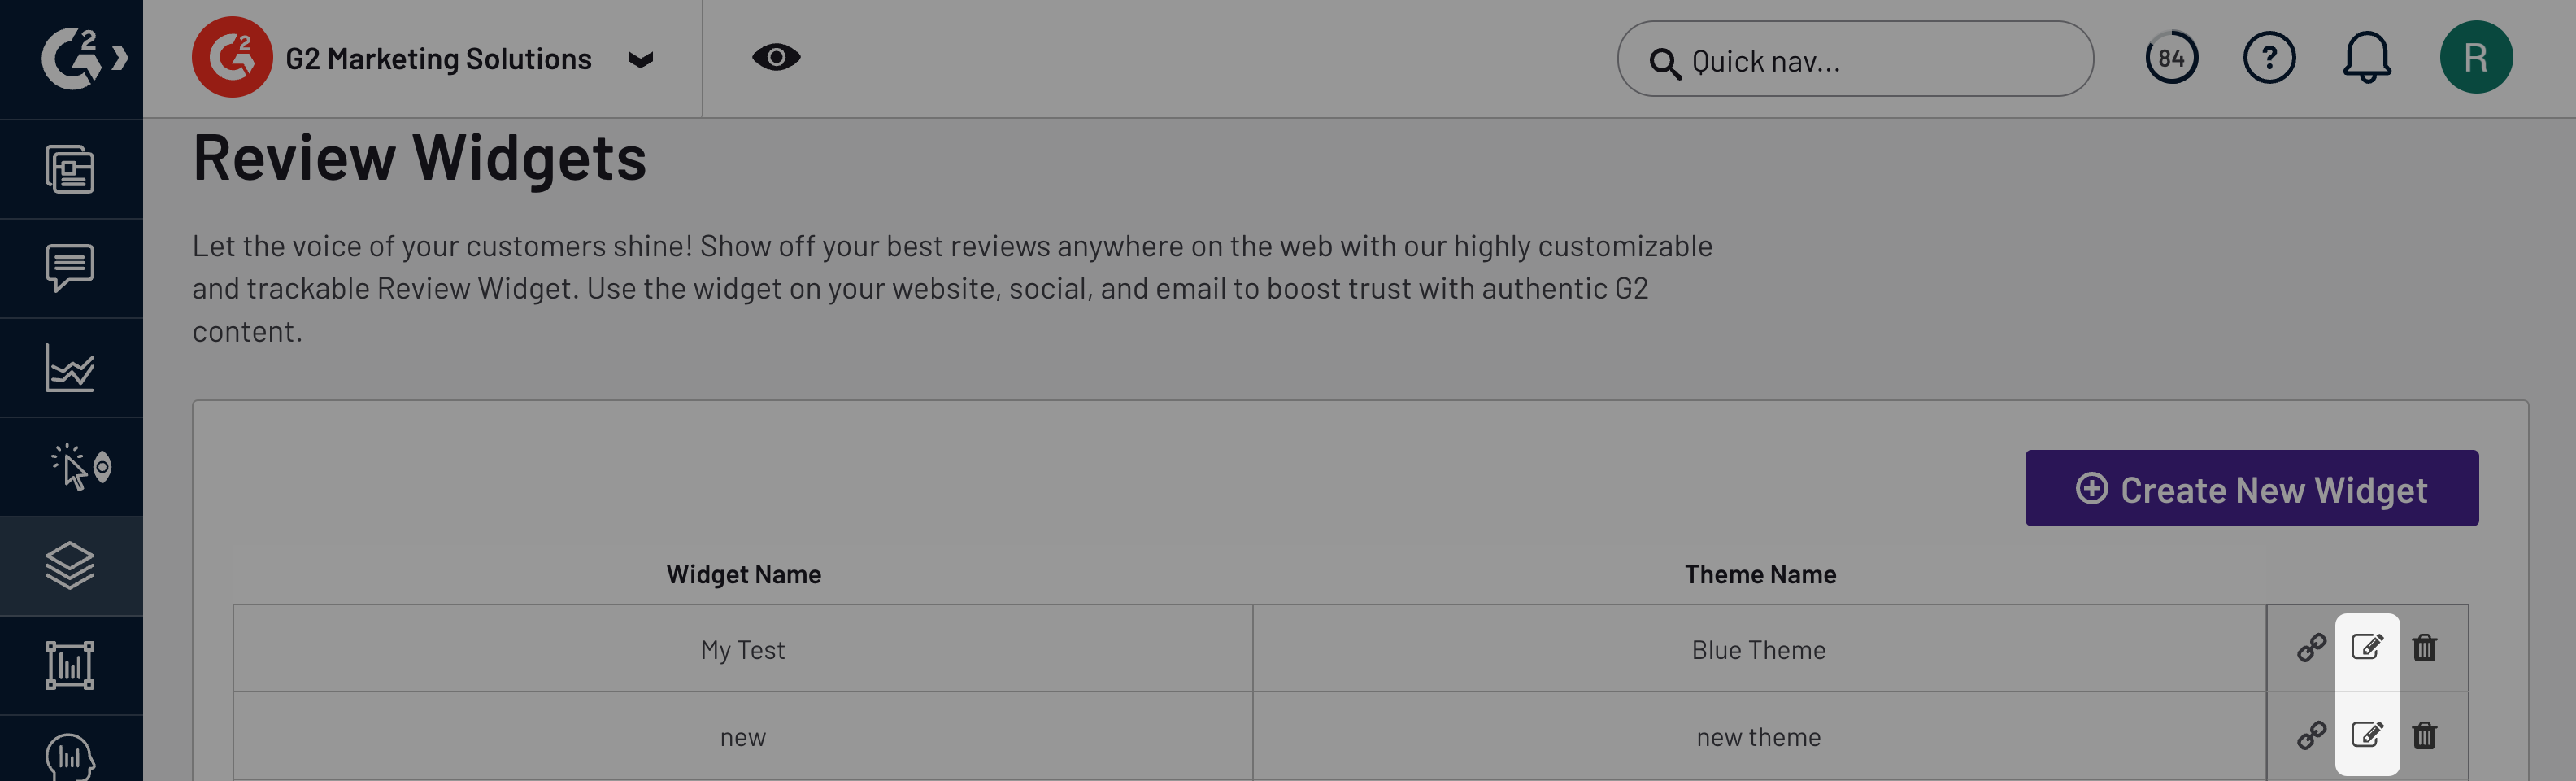 G2
G2 G2 Marketing Solutions
Quick nav...
84
?
R
Review Widgets
Let the voice of your customers shine! Show off your best reviews anywhere on the web with our highly customizable
and trackable Review Widget. Use the widget on your website, social, and email to boost trust with authentic G2
content.
Create New Widget
Widget Name Theme Name
My Test Blue Theme
new new theme